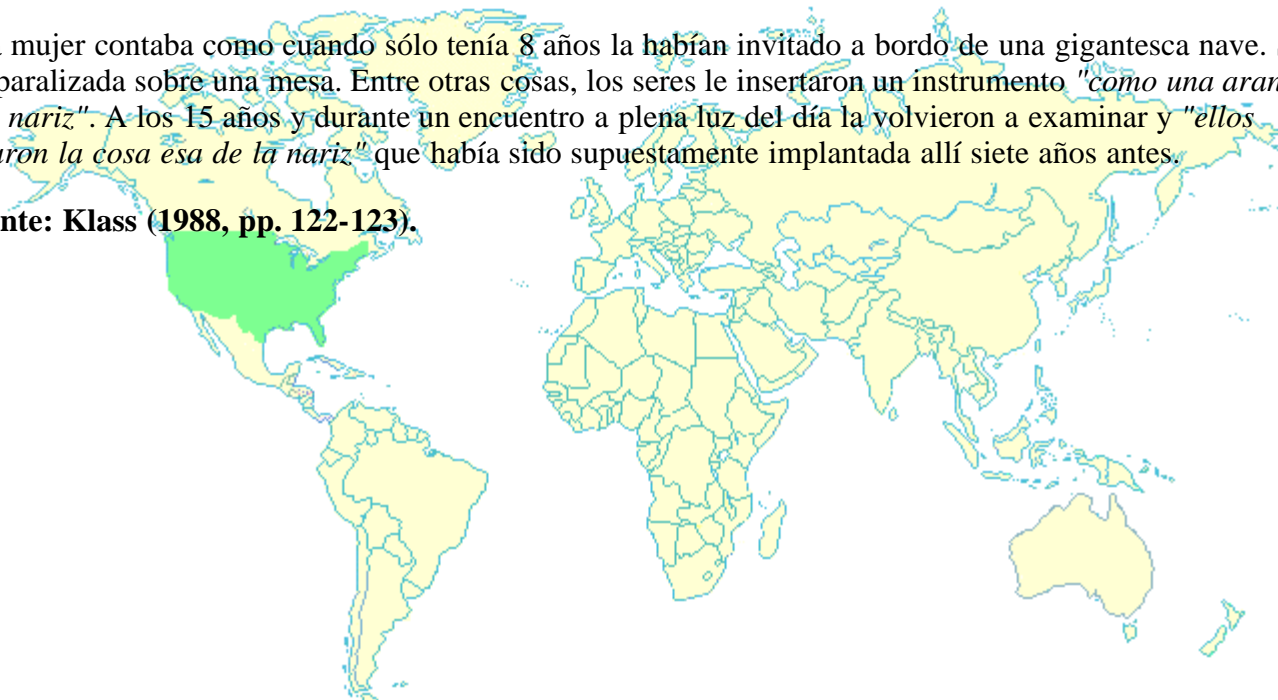 mujer contaba como cuando sólo tenía 8 años la habían invitado a bordo de una gigantesca nave.
paralizada sobre una mesa. Entre otras cosas, los seres le insertaron un instrumento "como una aran
nariz". A los 15 años y durante un encuentro a plena luz del día la volvieron a examinar y "ellos
aron la cosa esa de la nariz" que había sido supuestamente implantada allí siete años antes.
nte: Klass (1988, pp. 122-123).